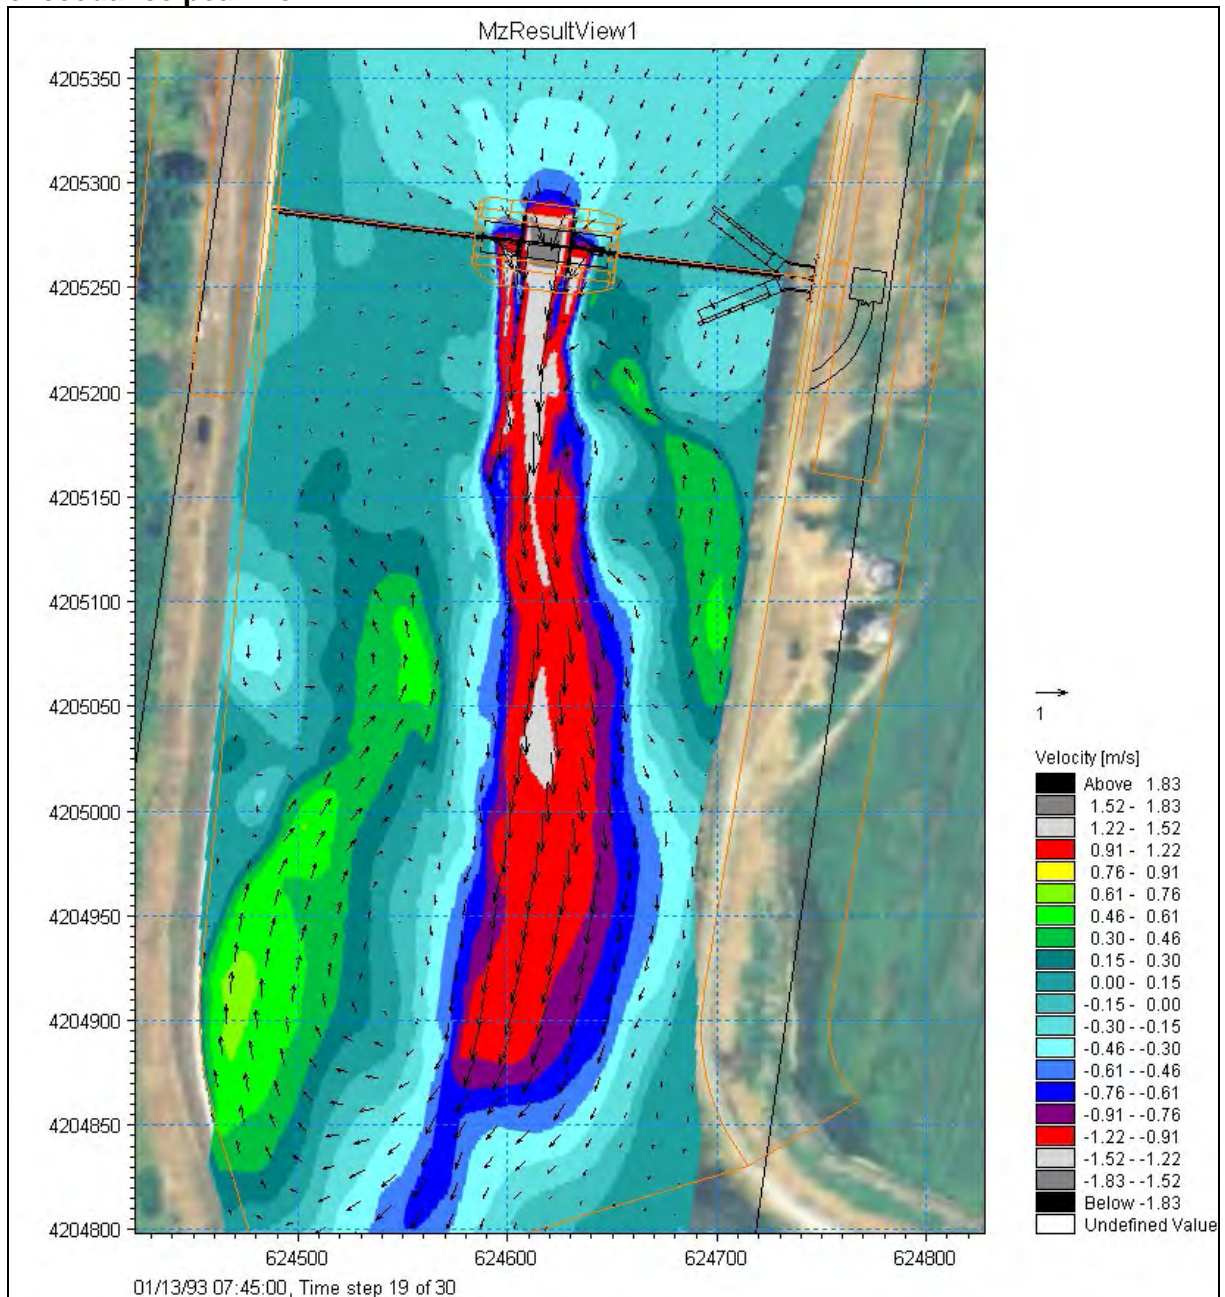 MzResultView1
4205350
4205300
4205250
4205200
4205150
4205100
4205050
4205000
4204950
4204900
4204850
4204800
624500 624600 624700 624800
01/13/93 07:45:00, Time step 19 of 30
1
Velocity [m/s]
Above 1.83
1.52 - 1.83
1.22 - 1.52
0.91 - 1.22
0.76 - 0.91
0.61 - 0.76
0.46 - 0.61
0.30 - 0.46
0.15 - 0.30
0.00 - 0.15
-0.15 - 0.00
-0.30 - -0.15
-0.46 - -0.30
-0.61 - -0.46
-0.76 - -0.61
-0.91 - -0.76
-1.22 - -0.91
-1.52 - -1.22
-1.83 - -1.52
Below -1.83
Undefined Value